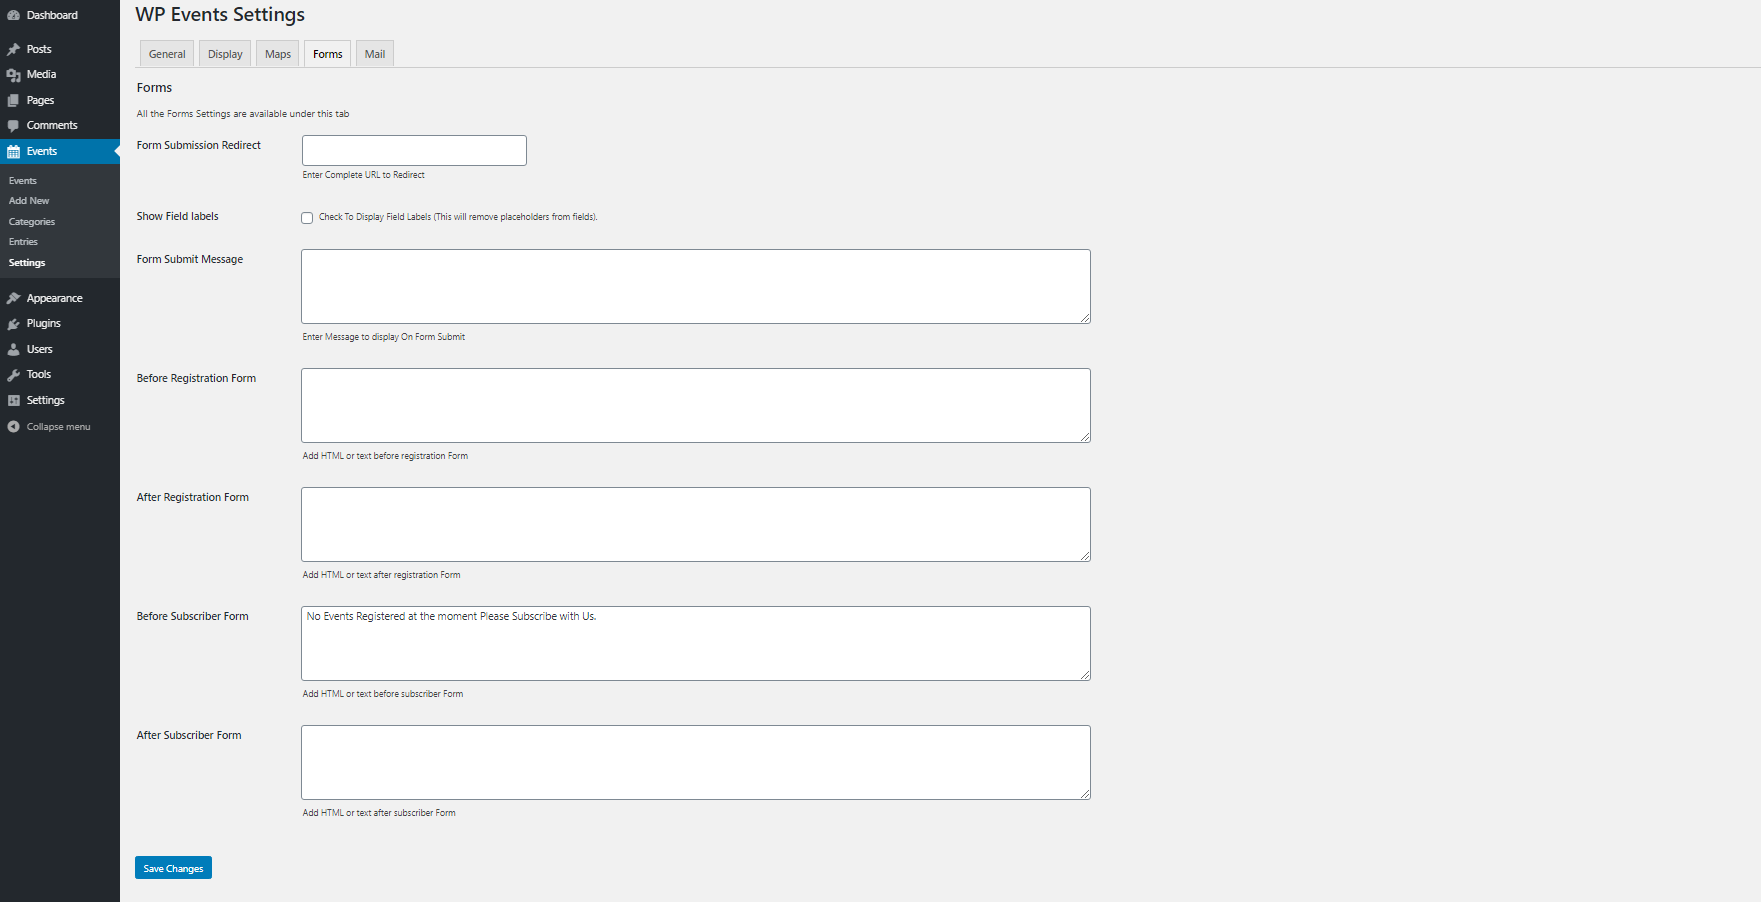 Dashboard
Posts
Media
Pages
Comments
Events
Events
Add New
Categories
Entries
Settings
Appearance
Plugins
Users
Tools
Settings
Collapse menu
WP Events Settings
General
Display
Maps
Forms
Mail
Forms
All the Forms Settings are available under this tab
Form Submission Redirect
Enter Complete URL to Redirect
Show Field labels
Check To Display Field Labels (This will remove placeholders from fields).
Form Submit Message
Enter Message to display On Form Submit
Before Registration Form
Add HTML or text before registration Form
After Registration Form
Add HTML or text after registration Form
Before Subscriber Form
No Events Registered at the moment Please Subscribe with Us.
Add HTML or text before subscriber Form
After Subscriber Form
Add HTML or text after subscriber Form
Save Changes